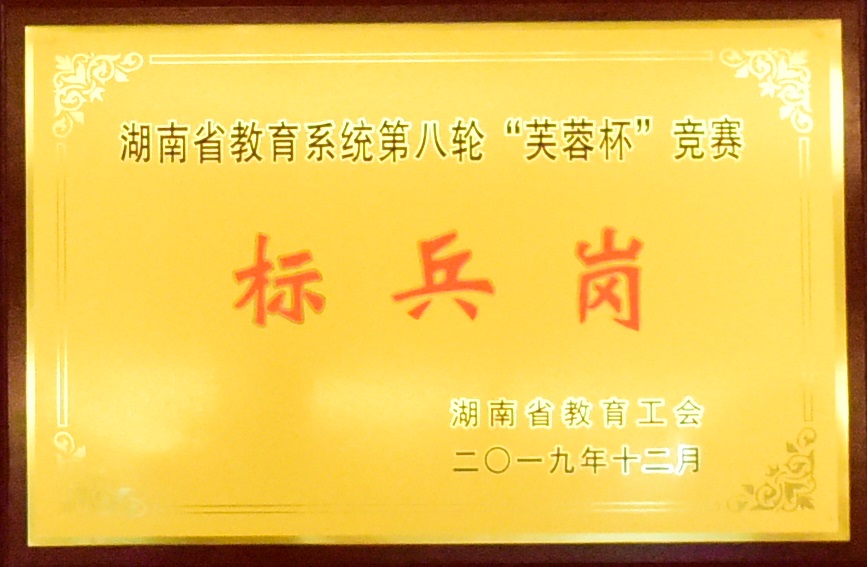 湖南省教育系统第八轮“芙蓉杯”竞赛
标兵岗
湖南省教育工会
二〇一九年十二月